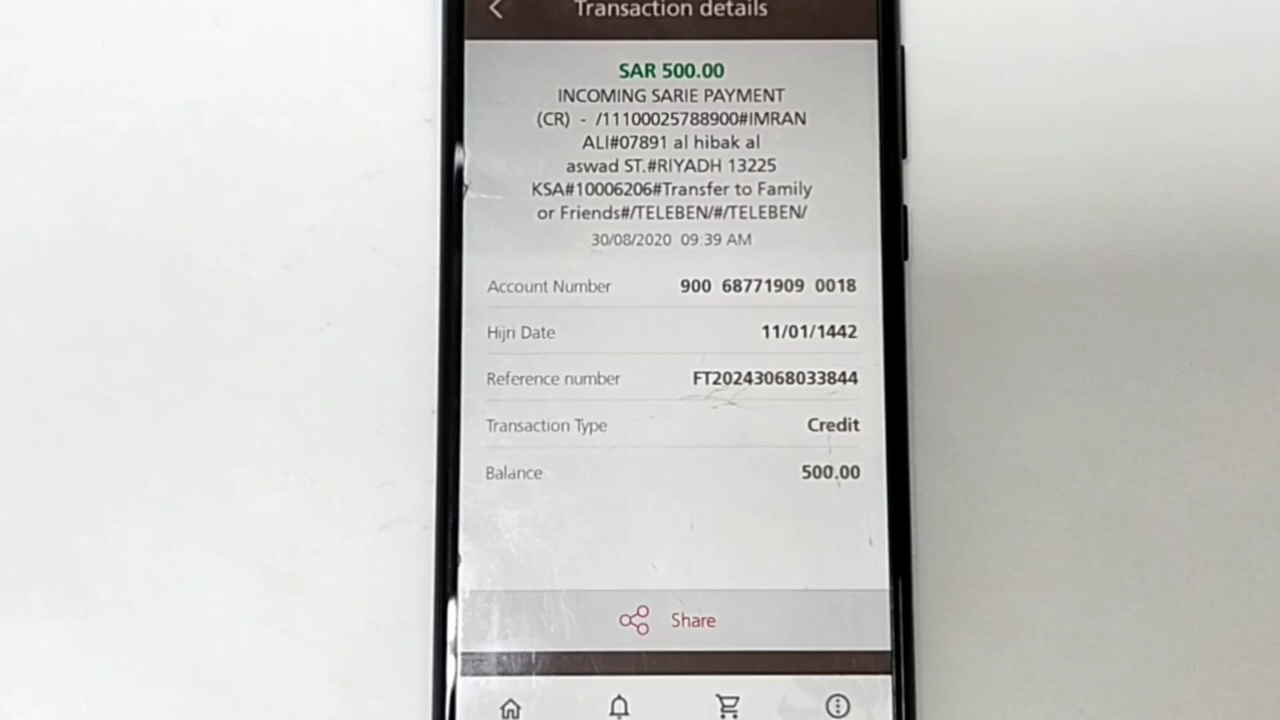 Transaction details
SAR 500.00
INCOMING SARIE PAYMENT
(CR) - /11100025788900#IMRAN
ALI#07891 al hibak al
aswad ST.#RIYADH 13225
KSA#10006206#Transfer to Family
or Friends#/TELEBEN/#/TELEBEN/
30/08/2020 09:39 AM
Account Number 900 68771909 0018
Hijri Date 11/01/1442
Reference number FT20243068033844
Transaction Type Credit
Balance 500.00
Share